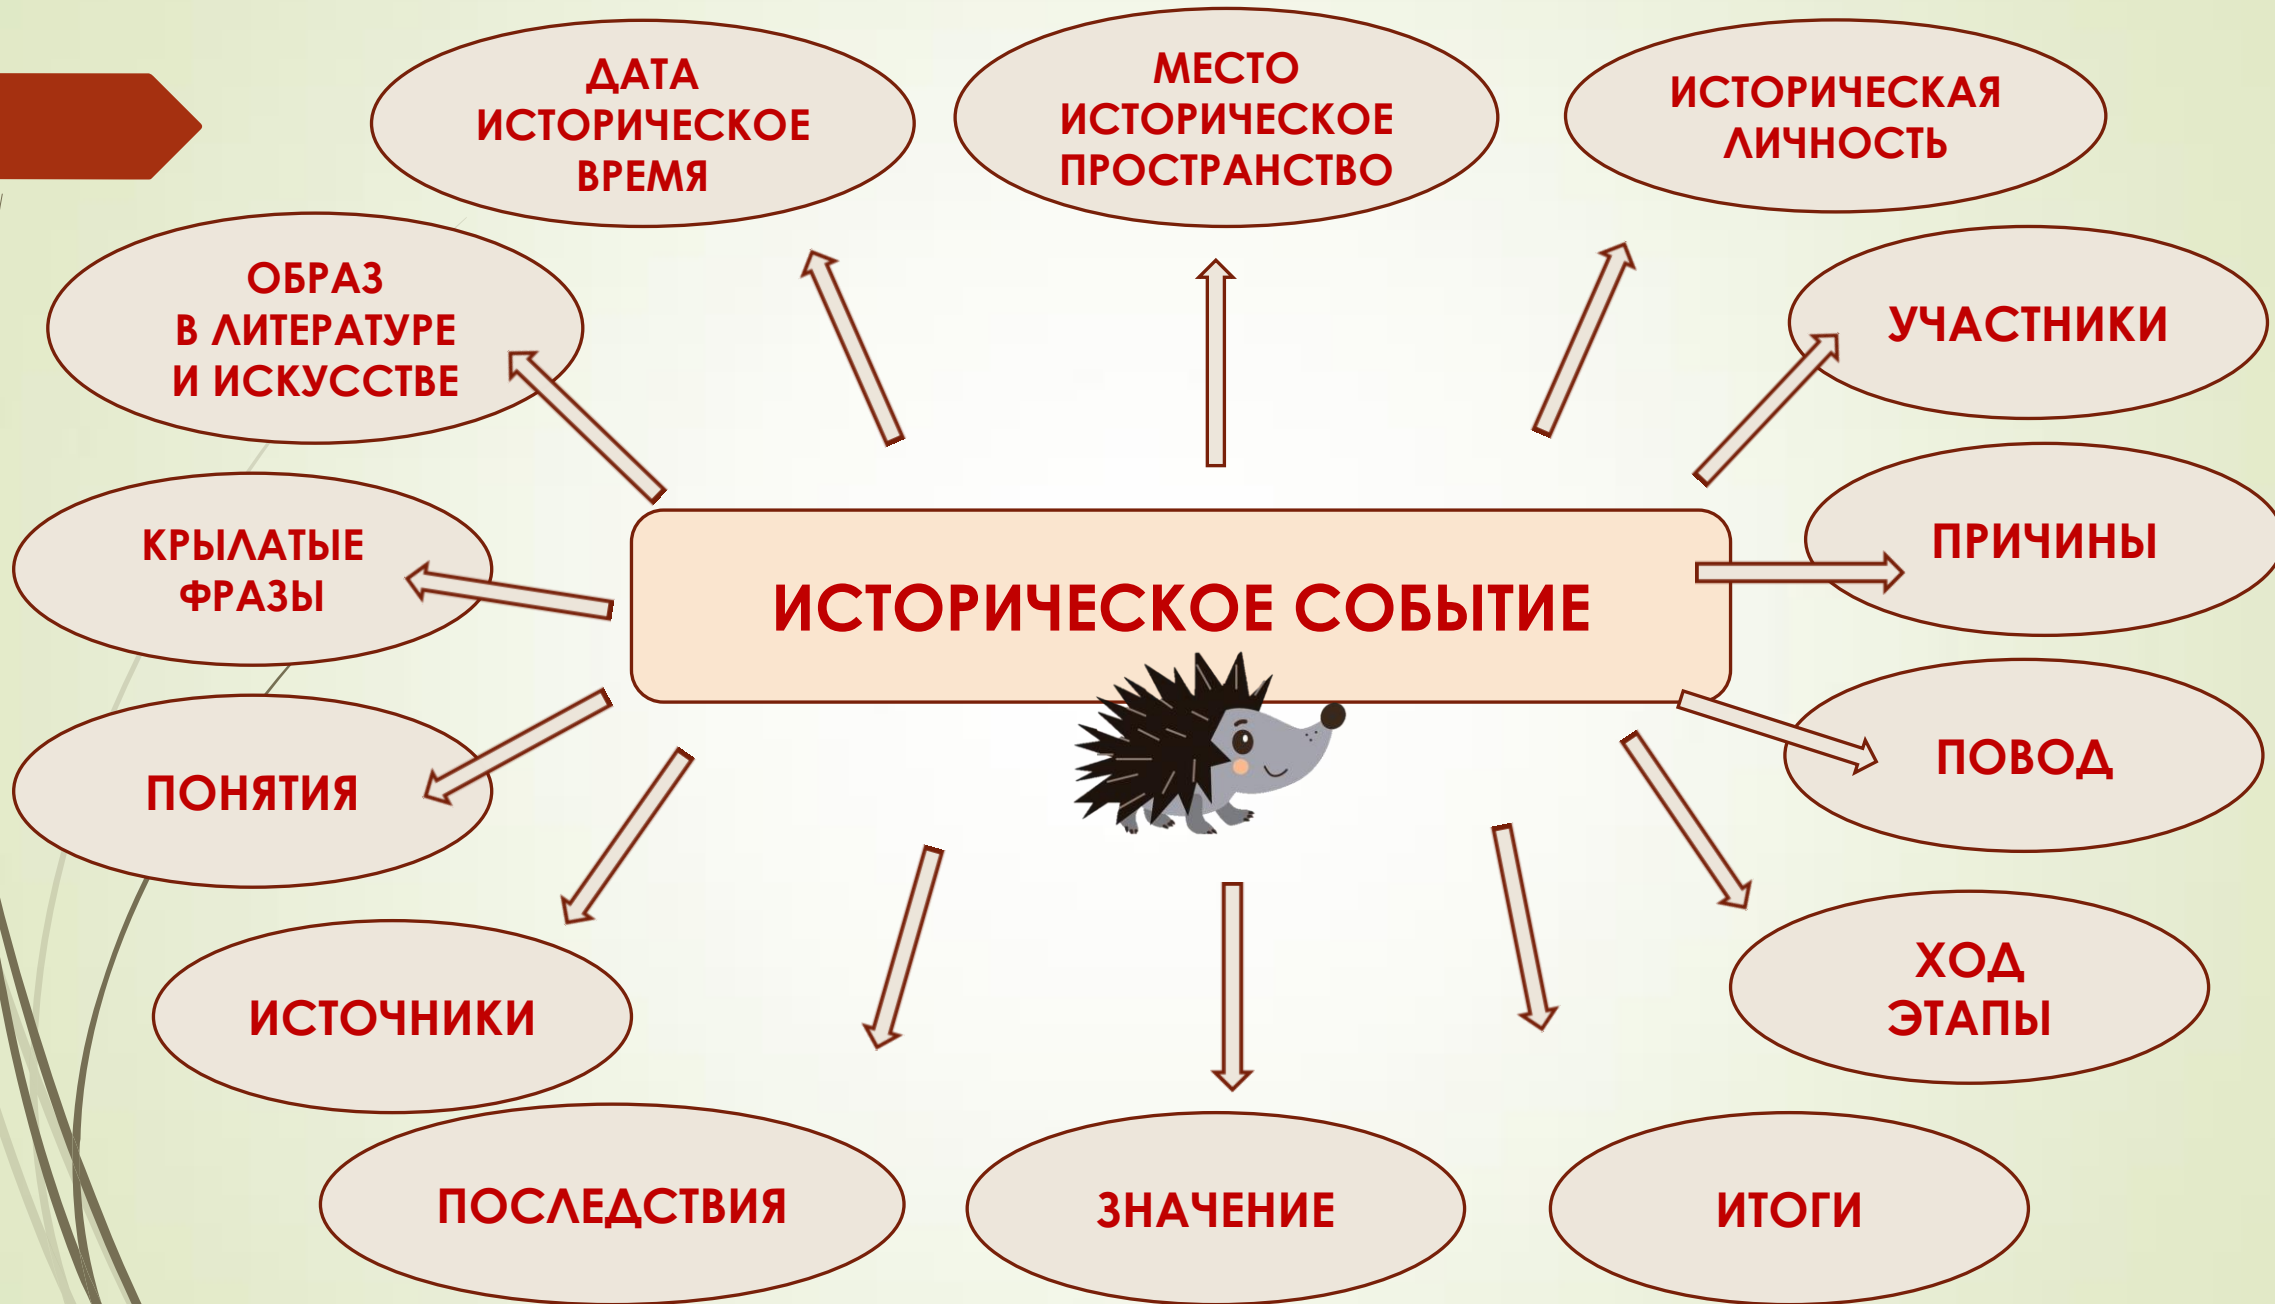 ДАТА
ИСТОРИЧЕСКОЕ
ВРЕМЯ
МЕСТО
ИСТОРИЧЕСКОЕ
ПРОСТРАНСТВО
ИСТОРИЧЕСКАЯ
ЛИЧНОСТЬ
ОБРАЗ
В ЛИТЕРАТУРЕ
И ИСКУССТВЕ
УЧАСТНИКИ
КРЫЛАТЫЕ
ФРАЗЫ
ИСТОРИЧЕСКОЕ СОБЫТИЕ
ПРИЧИНЫ
ПОНЯТИЯ
ПОВОД
ИСТОЧНИКИ
ХОД
ЭТАПЫ
ПОСЛЕДСТВИЯ
ЗНАЧЕНИЕ
ИТОГИ